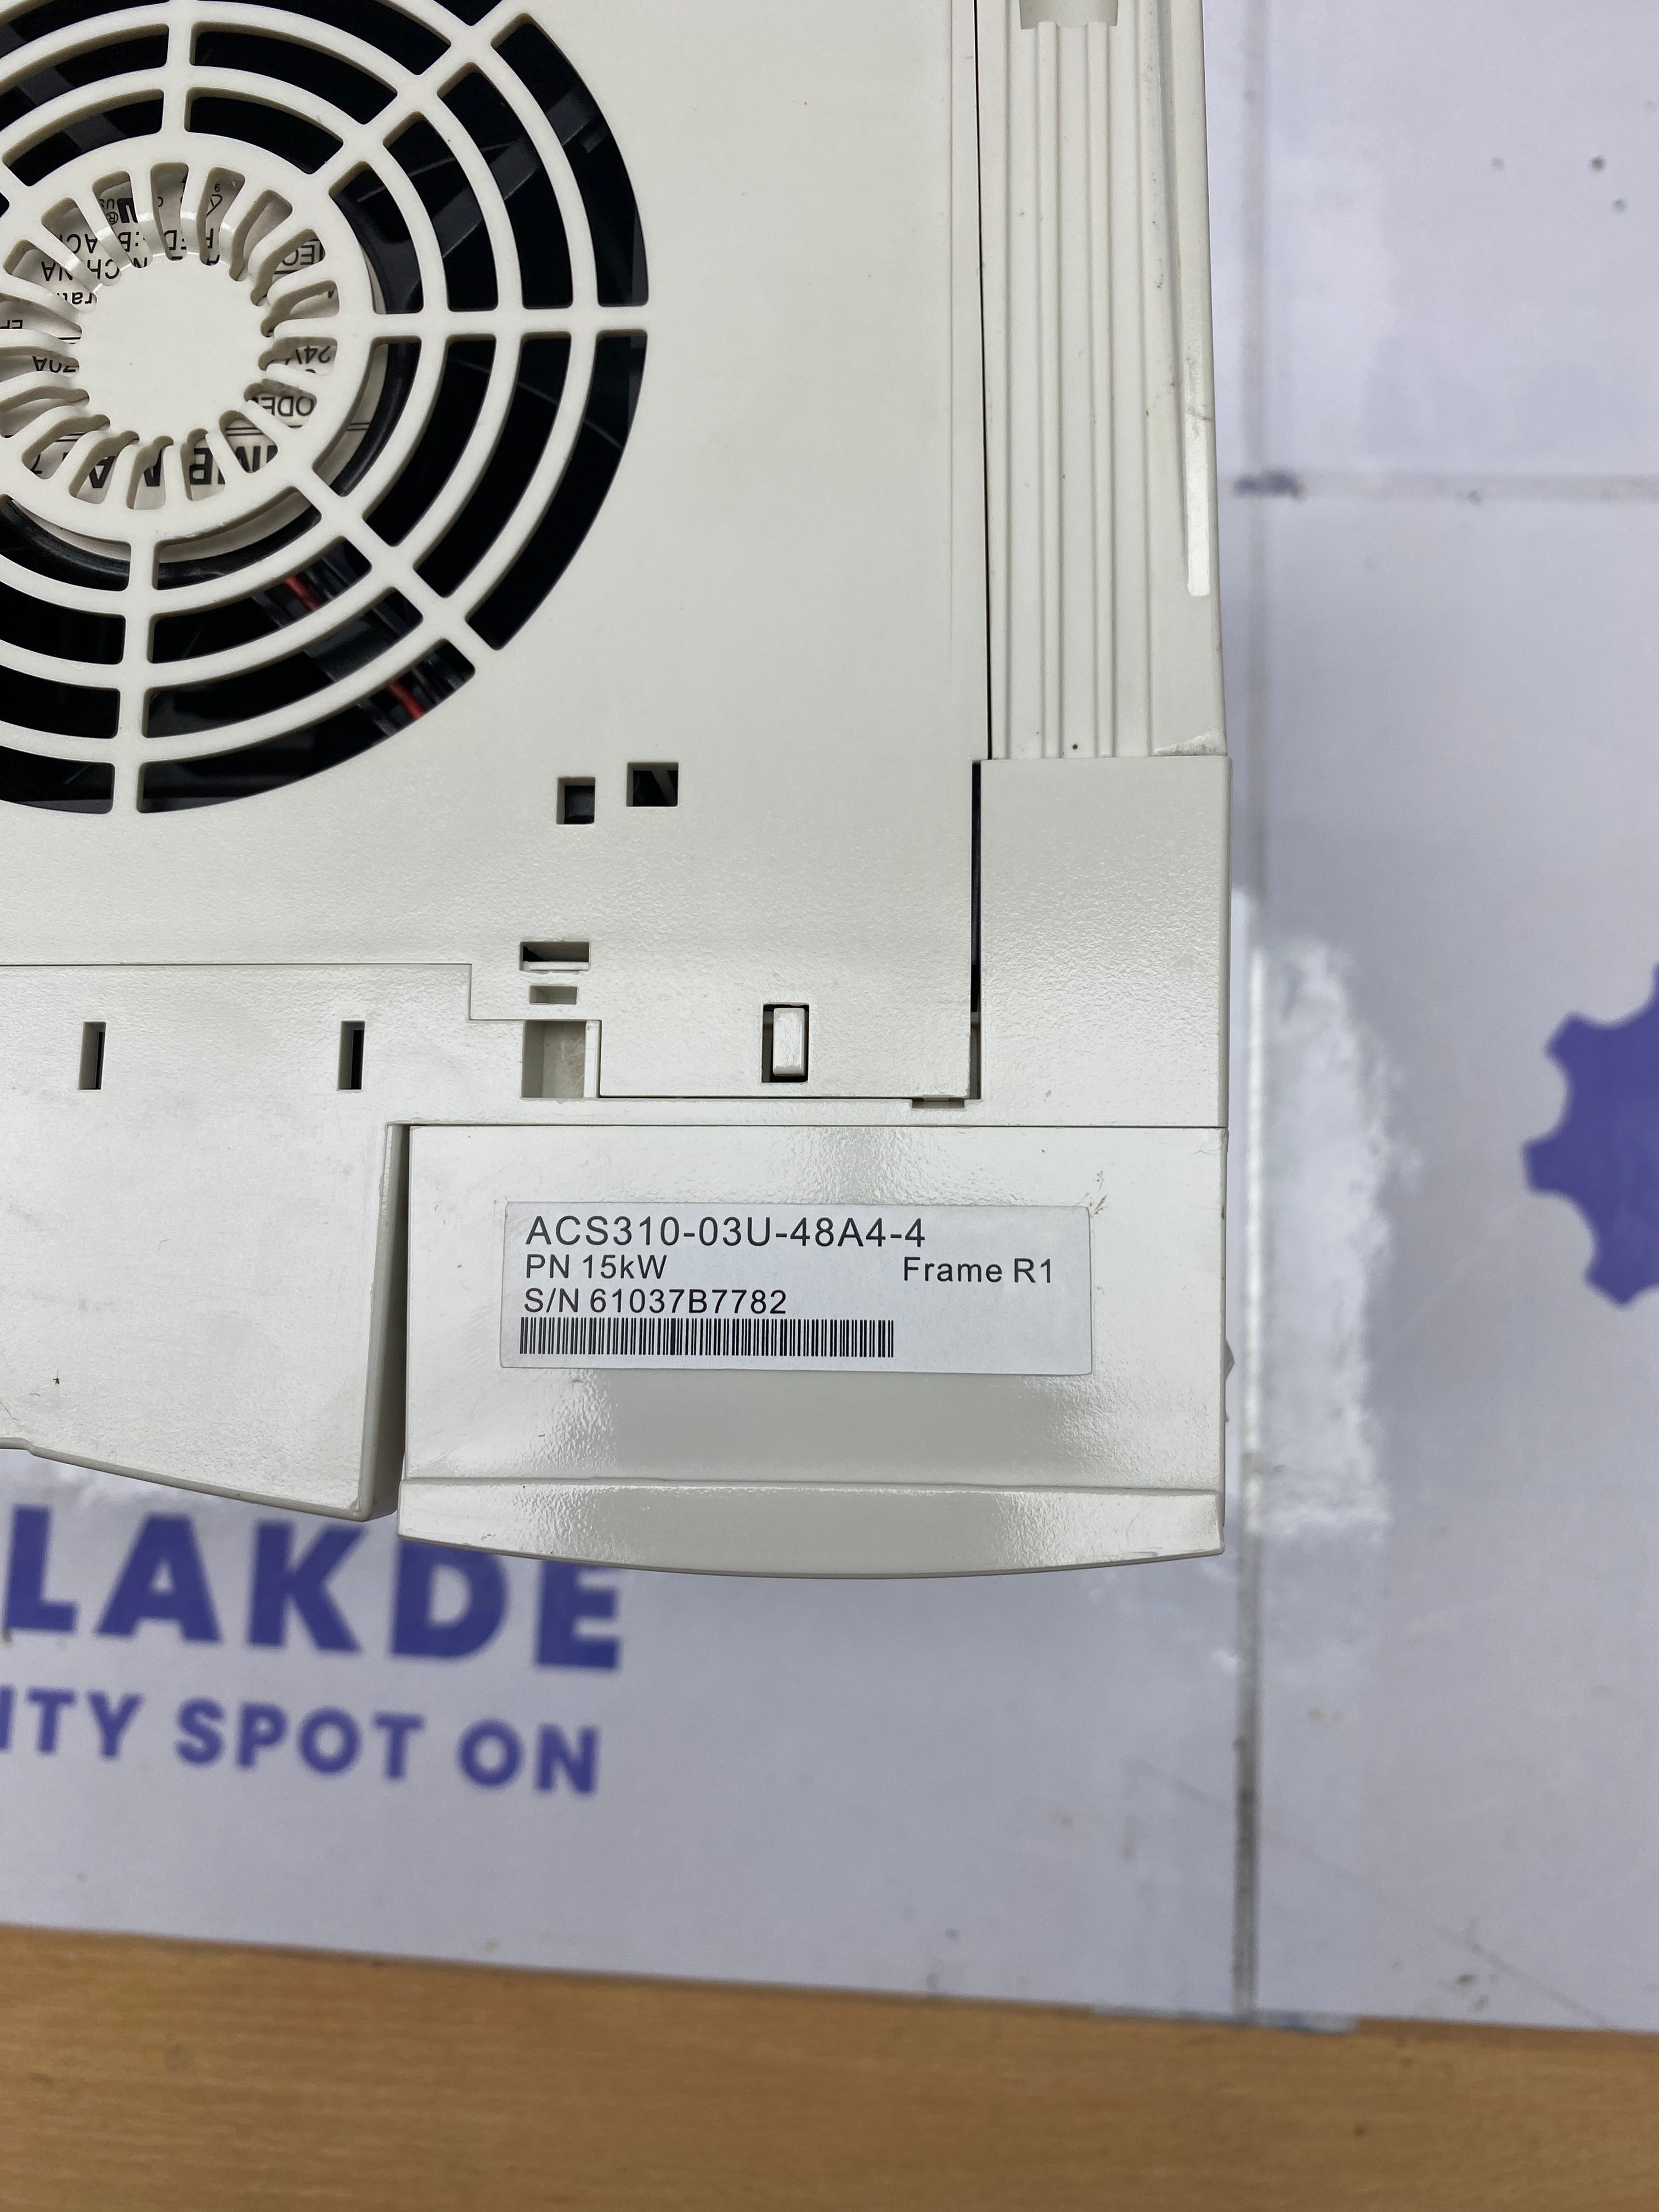 ACS310-03U-48A4-4
PN 15kW Frame R1
S/N 61037B7782
LAKDE
ITY SPOT ON